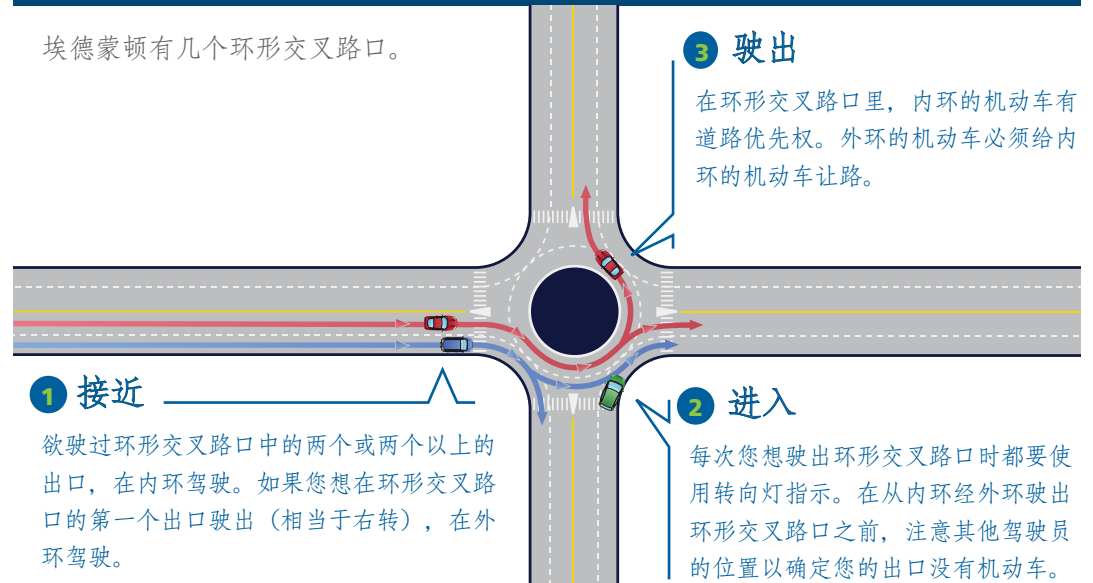 埃德蒙顿有几个环形交叉路口。
1 接近
欲驶过环形交叉路口中的两个或两个以上的
出口，在内环驾驶。如果您想在环形交叉路
口的第一个出口驶出（相当于右转），在外
环驾驶。
2 进入
每次您想驶出环形交叉路口时都要使
用转向灯指示。在从内环经外环驶出
环形交叉路口之前，注意其他驾驶员
的位置以确定您的出口没有机动车。
3 驶出
在环形交叉路口里，内环的机动车有
道路优先权。外环的机动车必须给内
环的机动车让路。